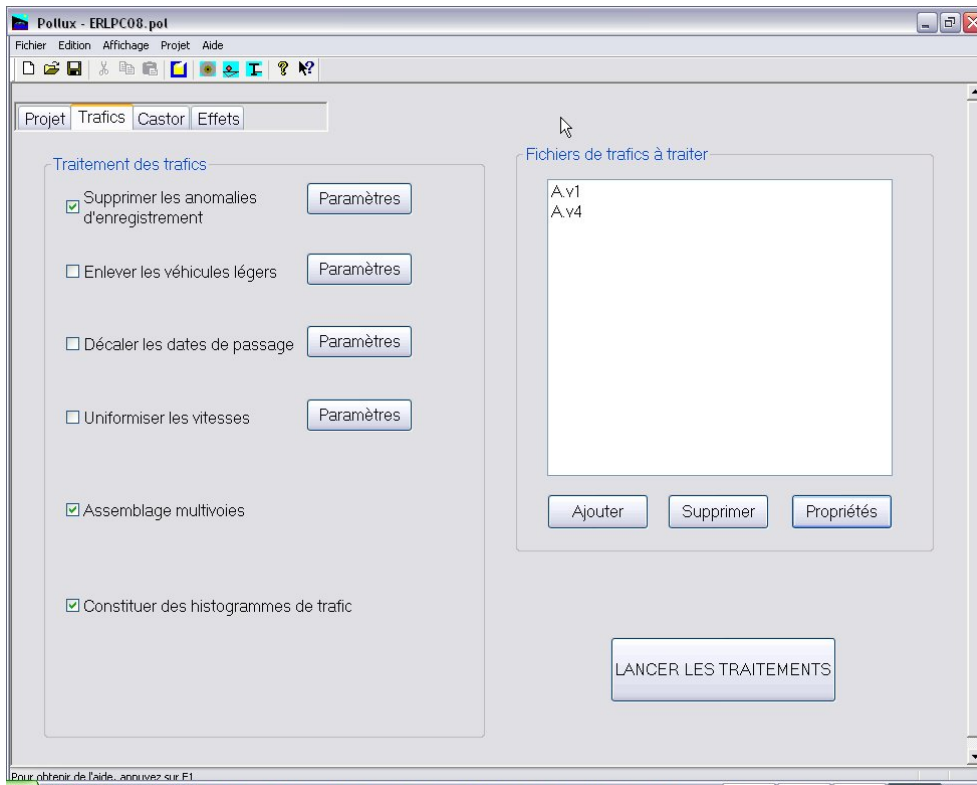 Pollux - ERLPC08.pol
Fichier Edition Affichage Projet Aide
Projet Trafics Castor Effets
Traitement des trafics
Supprimer les anomalies
d'enregistrement
Paramètres
Enlever les véhicules légers
Paramètres
Décaler les dates de passage
Paramètres
Uniformiser les vitesses
Paramètres
Assemblage multivoies
Constituer des histogrammes de trafic
Fichiers de trafics à traiter
A.v1
A.v4
Ajouter Supprimer Propriétés
LANCER LES TRAITEMENTS
Pour obtenir de l'aide, appuyez sur F1